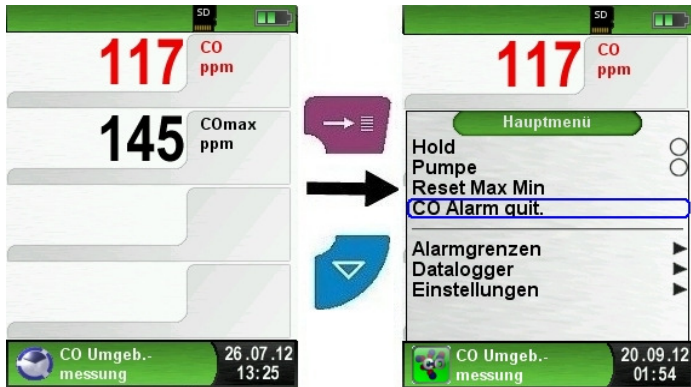 SD
117 CO
ppm
145 COmax
ppm
CO Umgeb.-
messung
26.07.12
13:25
SD
117 CO
ppm
Hauptmenü
Hold
Pumpe
Reset Max Min
CO Alarm quit.
Alarmgrenzen
Datalogger
Einstellungen
CO Umgeb.-
messung
20.09.12
01:54